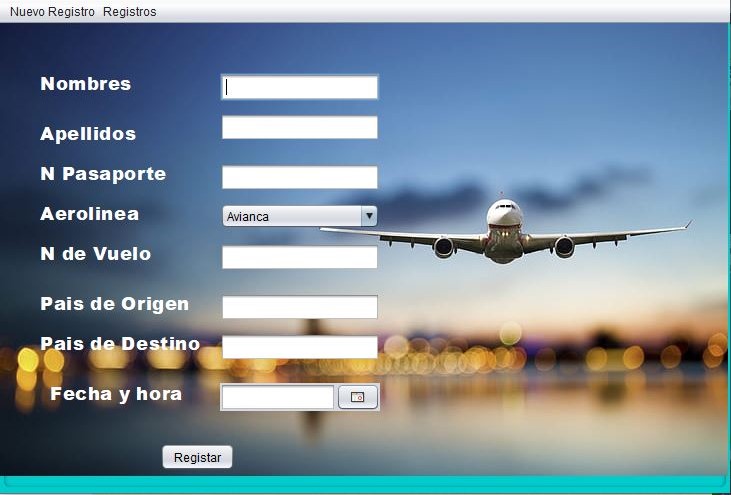 Nuevo Registro Registros
Nombres
Apellidos
N Pasaporte
Aerolinea Avianca
N de Vuelo
Pais de Origen
Pais de Destino
Fecha y hora
Registar